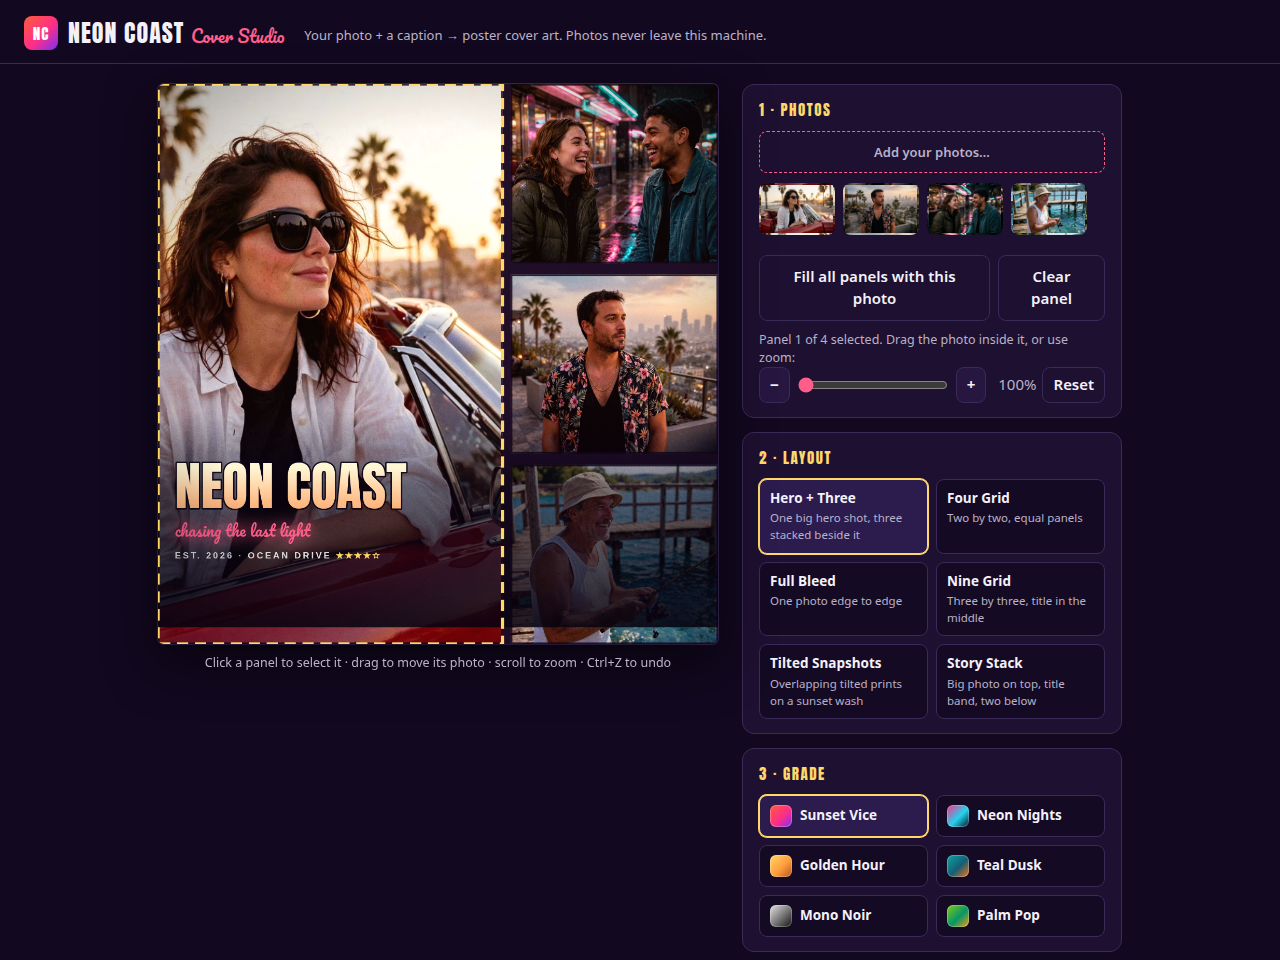 NC NEON COAST Cover Studio Your photo + a caption → poster cover art. Photos never leave this machine.
NEON COAST
chasing the last light
EST. 2026 · OCEAN DRIVE ★★★★☆
Click a panel to select it · drag to move its photo · scroll to zoom · Ctrl+Z to undo
1 · PHOTOS
Add your photos...
Fill all panels with this
photo
Clear
panel
Panel 1 of 4 selected. Drag the photo inside it, or use
zoom:
− + 100% Reset
2 · LAYOUT
Hero + Three
One big hero shot, three
stacked beside it
Four Grid
Two by two, equal panels
Full Bleed
One photo edge to edge
Nine Grid
Three by three, title in the
middle
Tilted Snapshots
Overlapping tilted prints
on a sunset wash
Story Stack
Big photo on top, title
band, two below
3 · GRADE
Sunset Vice
Neon Nights
Golden Hour
Teal Dusk
Mono Noir
Palm Pop